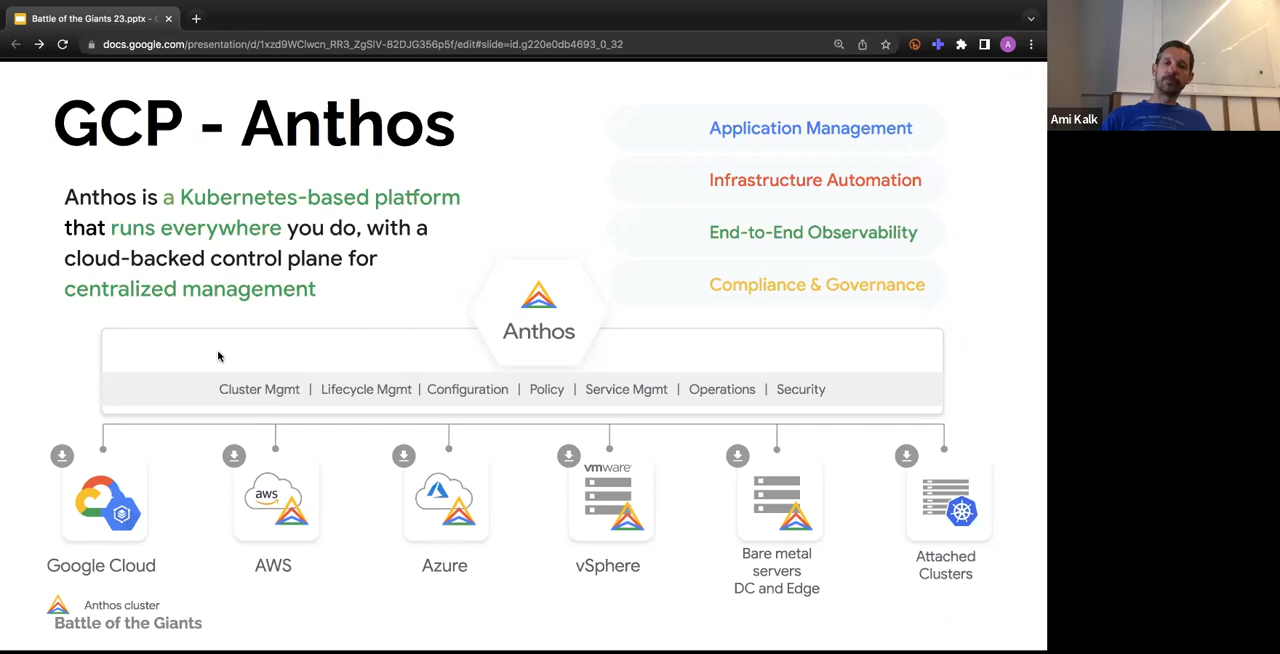 Battle of the Giants 23.pptx - G
docs.google.com/presentation/d/1xzd9WClwcn_RR3_ZgSlV-82DJG356p5f/edit#slide=id.g220e0db4693_0_32
A
GCP - Anthos
Anthos is a Kubernetes-based platform
that runs everywhere you do, with a
cloud-backed control plane for
centralized management
Application Management
Infrastructure Automation
End-to-End Observability
Compliance & Governance
Anthos
Cluster Mgmt | Lifecycle Mgmt | Configuration | Policy | Service Mgmt | Operations | Security
aws
vmware
Google Cloud
AWS
Azure
vSphere
Bare metal
servers
DC and Edge
Attached
Clusters
Anthos cluster
Battle of the Giants
Ami Kalk